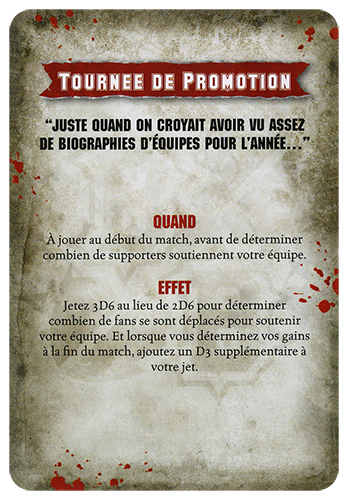 TOURNEE DE PROMOTION
“JUSTE QUAND ON CROYAIT AVOIR VU ASSEZ
DE BIOGRAPHIES D’ÉQUIPES POUR L’ANNÉE…”
QUAND
À jouer au début du match, avant de déterminer
combien de supporters soutiennent votre équipe.
EFFET
Jetez 3D6 au lieu de 2D6 pour déterminer
combien de fans se sont déplacés pour soutenir
votre équipe. Et lorsque vous déterminez vos gains
à la fin du match, ajoutez un D3 supplémentaire à
votre jet.